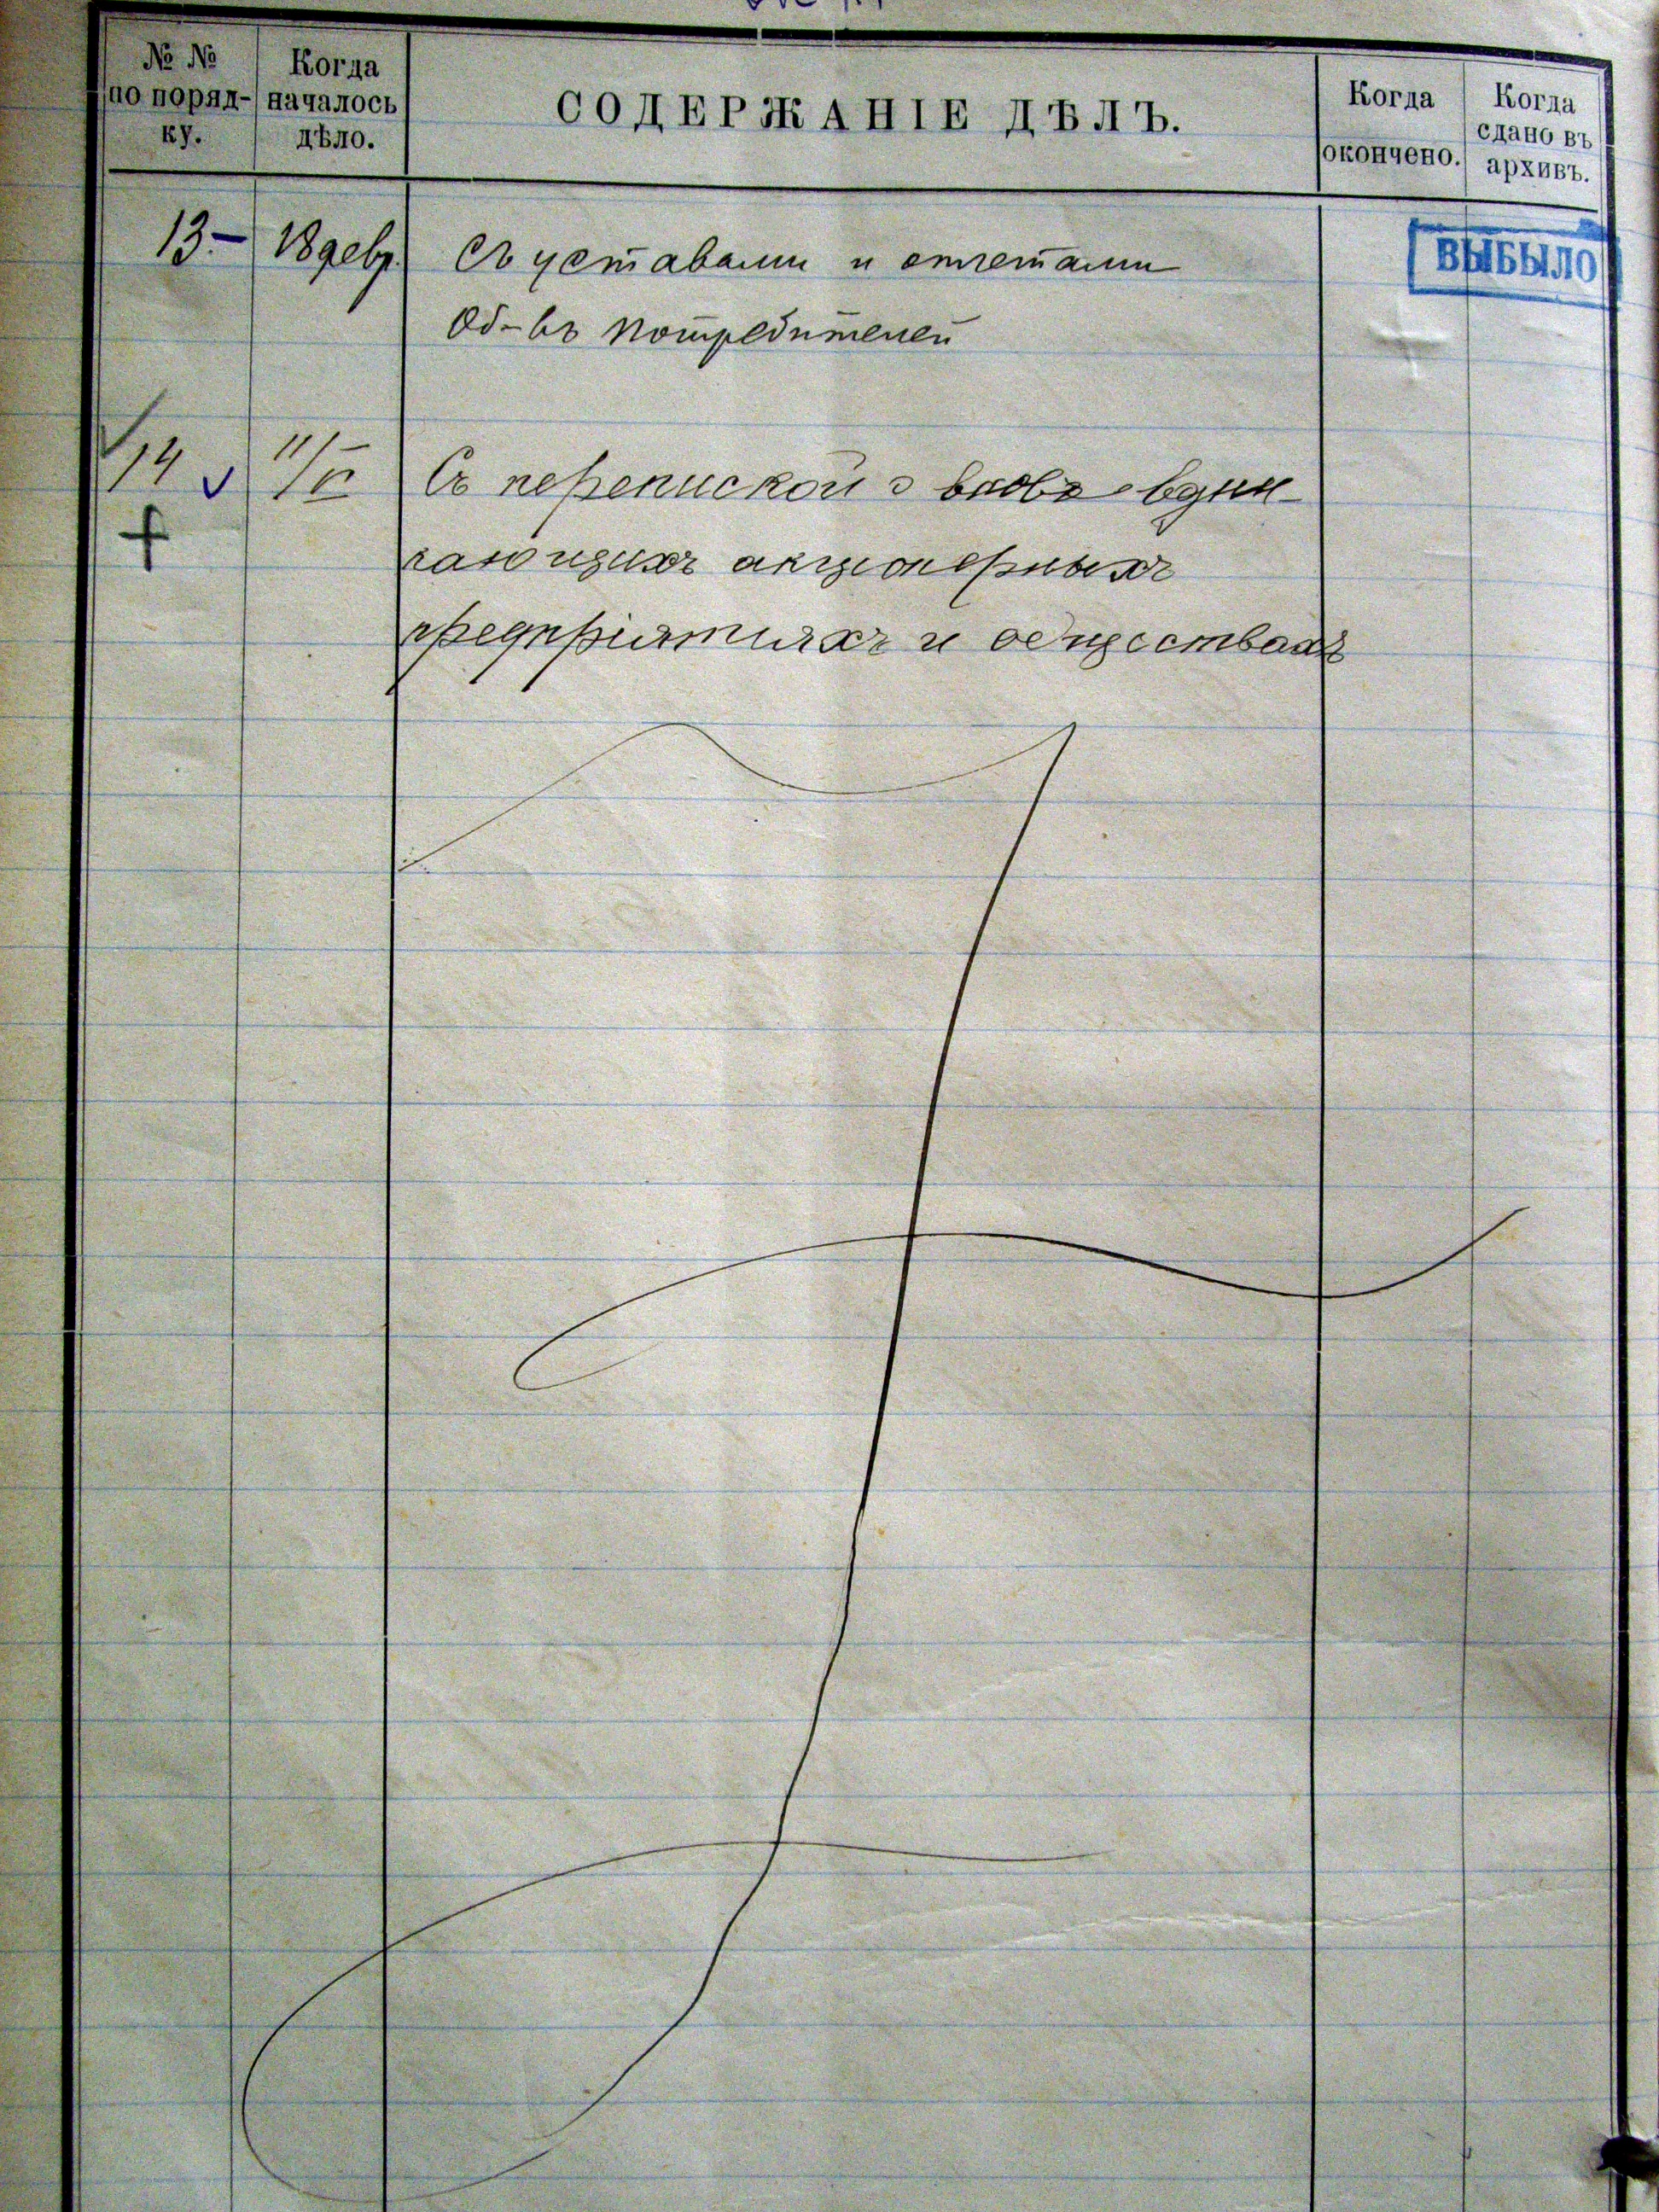 № №
по поряд-
ку.
Когда
началось
дѣло.
СОДЕРЖАНІЕ ДѢЛЪ.
Когда
окончено.
Когда
сдано въ
архивъ.
13- 18 февр. Съ уставами и отчетами
Об-въ потребителей
ВЫБЫЛО
14 v 11/V Съ перепиской о вновь
кающихъ акціонерныхъ
предпріятіяхъ и обществахъ